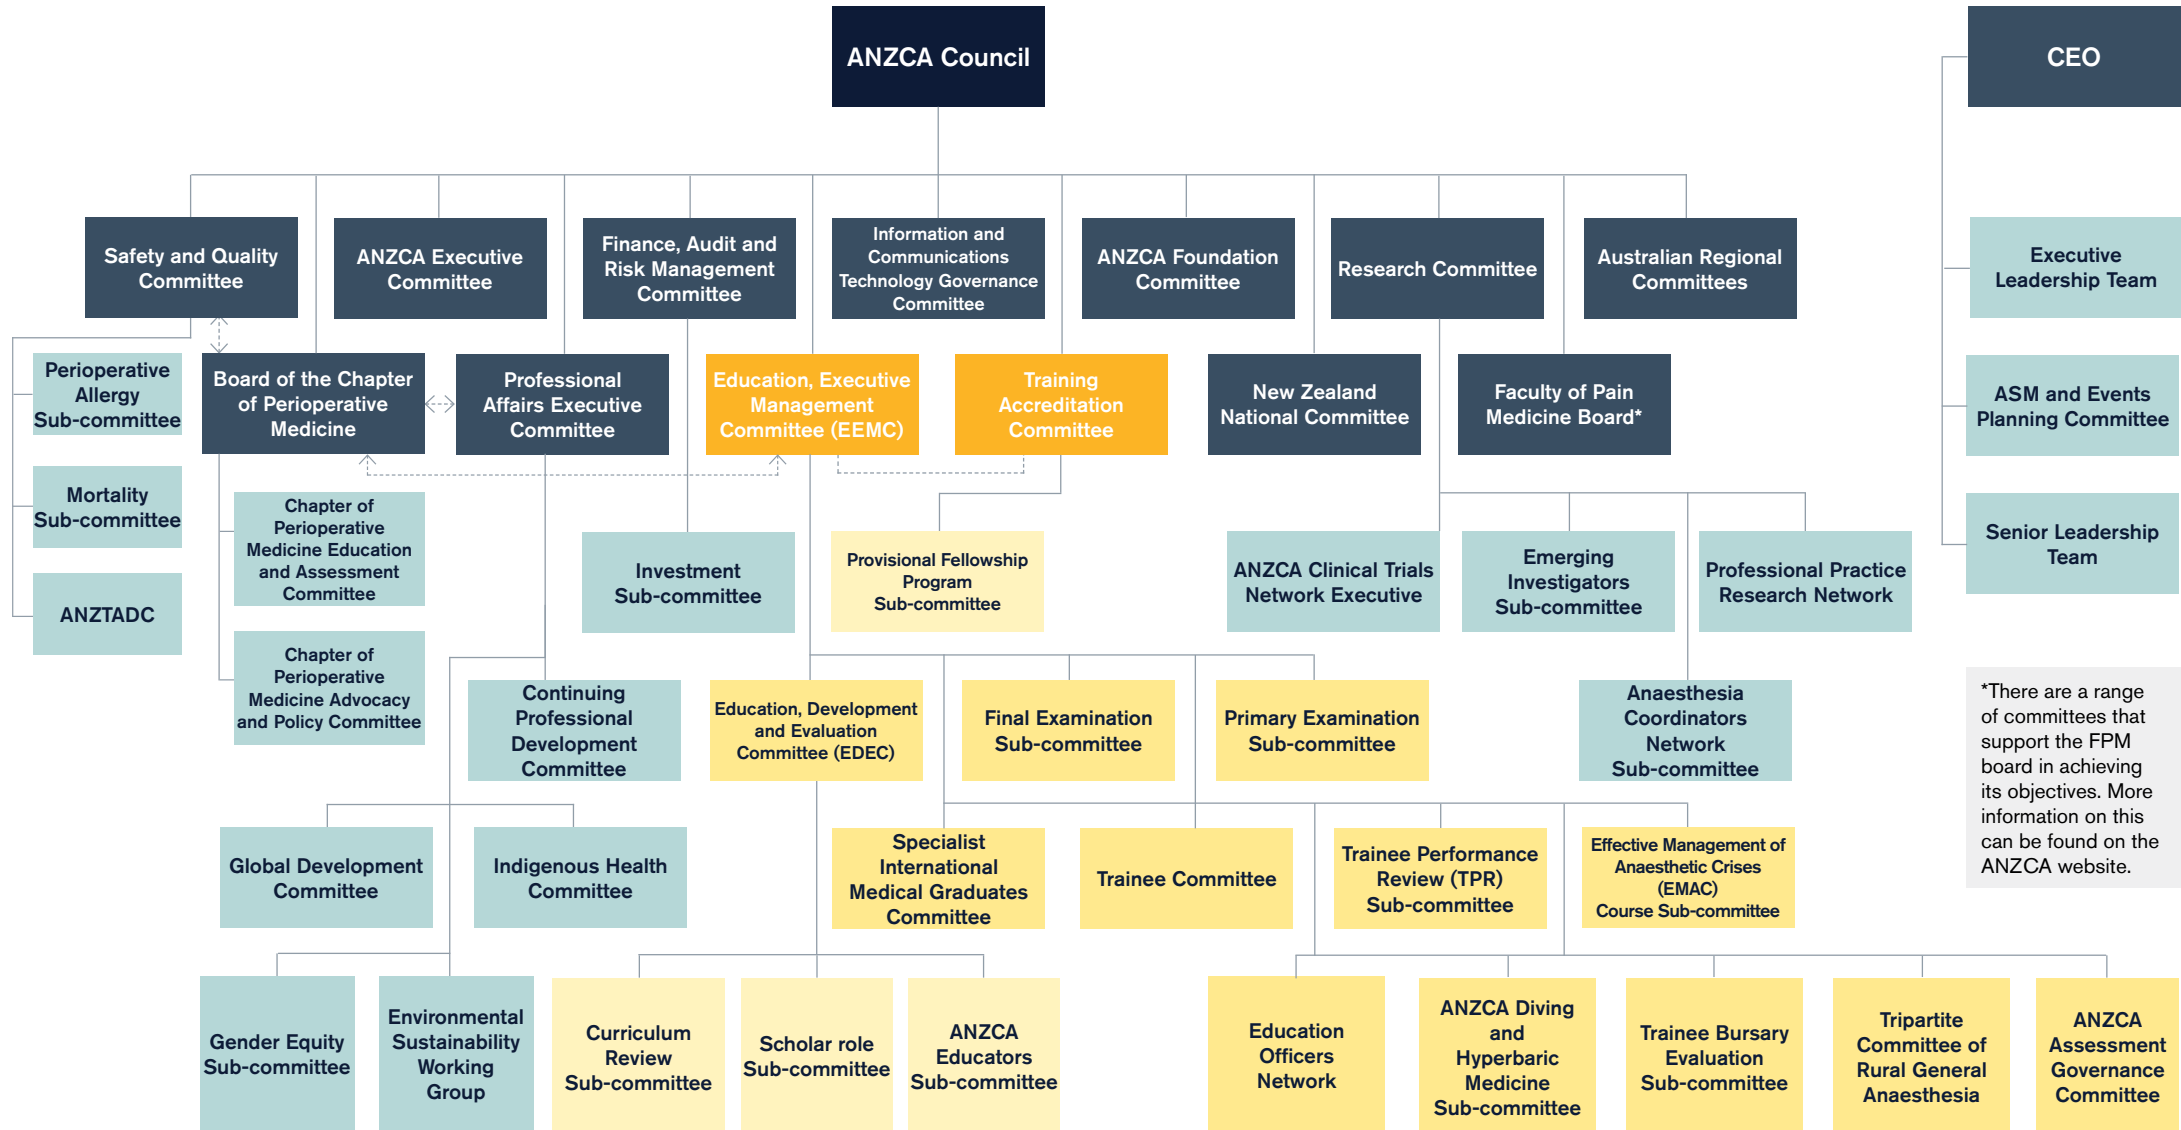 ANZCA Council
CEO
Safety and Quality
Committee
ANZCA Executive
Committee
Finance, Audit and
Risk Management
Committee
Information and
Communications
Technology Governance
Committee
ANZCA Foundation
Committee
Research Committee
Australian Regional
Committees
Executive
Leadership Team
Perioperative
Allergy
Sub-committee
Board of the Chapter
of Perioperative
Medicine
Professional
Affairs Executive
Committee
Education, Executive
Management
Committee (EEMC)
Training
Accreditation
Committee
New Zealand
National Committee
Faculty of Pain
Medicine Board*
ASM and Events
Planning Committee
Mortality
Sub-committee
Chapter of
Perioperative
Medicine Education
and Assessment
Committee
Investment
Sub-committee
Provisional Fellowship
Program
Sub-committee
ANZCA Clinical Trials
Network Executive
Emerging
Investigators
Sub-committee
Professional Practice
Research Network
Senior Leadership
Team
ANZTADC
Chapter of
Perioperative
Medicine Advocacy
and Policy Committee
Continuing
Professional
Development
Committee
Education, Development
and Evaluation
Committee (EDEC)
Final Examination
Sub-committee
Primary Examination
Sub-committee
Anaesthesia
Coordinators
Network
Sub-committee
*There are a range
of committees that
support the FPM
board in achieving
its objectives. More
information on this
can be found on the
ANZCA website.
Global Development
Committee
Indigenous Health
Committee
Specialist
International
Medical Graduates
Committee
Trainee Committee
Trainee Performance
Review (TPR)
Sub-committee
Effective Management of
Anaesthetic Crises
(EMAC)
Course Sub-committee
Gender Equity
Sub-committee
Environmental
Sustainability
Working
Group
Curriculum
Review
Sub-committee
Scholar role
Sub-committee
ANZCA
Educators
Sub-committee
Education
Officers
Network
ANZCA Diving
and
Hyperbaric
Medicine
Sub-committee
Trainee Bursary
Evaluation
Sub-committee
Tripartite
Committee of
Rural General
Anaesthesia
ANZCA
Assessment
Governance
Committee